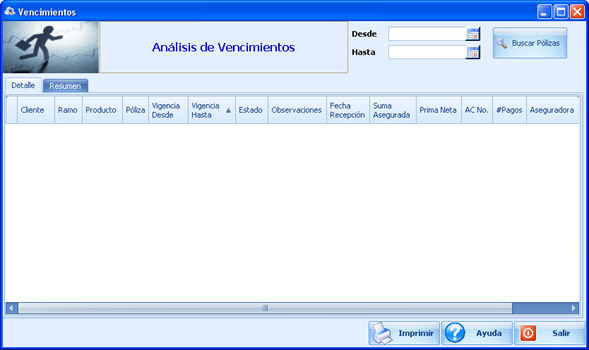 Vencimientos
Análisis de Vencimientos
Desde
Hasta
Buscar Pólizas
Detalle
Resumen
Cliente
Ramo
Producto
Póliza
Vigencia
Desde
Vigencia
Hasta
Estado
Observaciones
Fecha
Recepción
Suma
Asegurada
Prima Neta
AC No.
#Pagos
Aseguradora
Imprimir
Ayuda
Salir